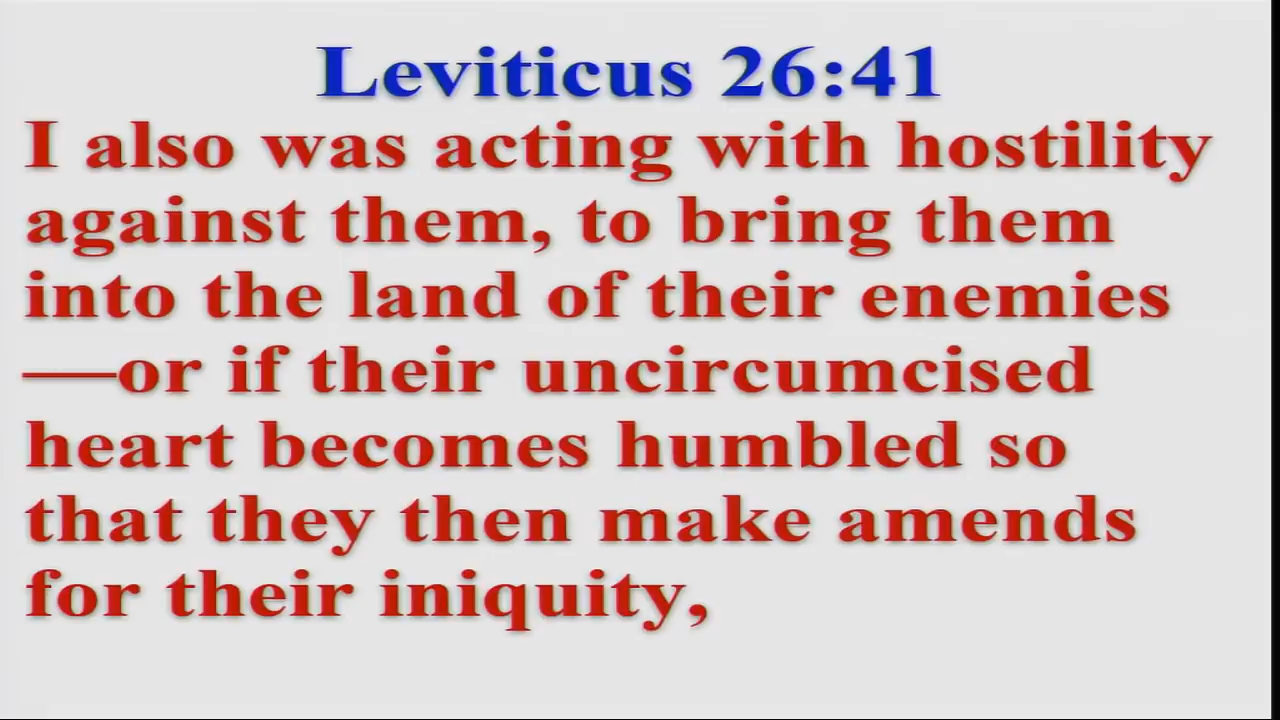 Leviticus 26:41
I also was acting with hostility
against them, to bring them
into the land of their enemies
—or if their uncircumcised
heart becomes humbled so
that they then make amends
for their iniquity,